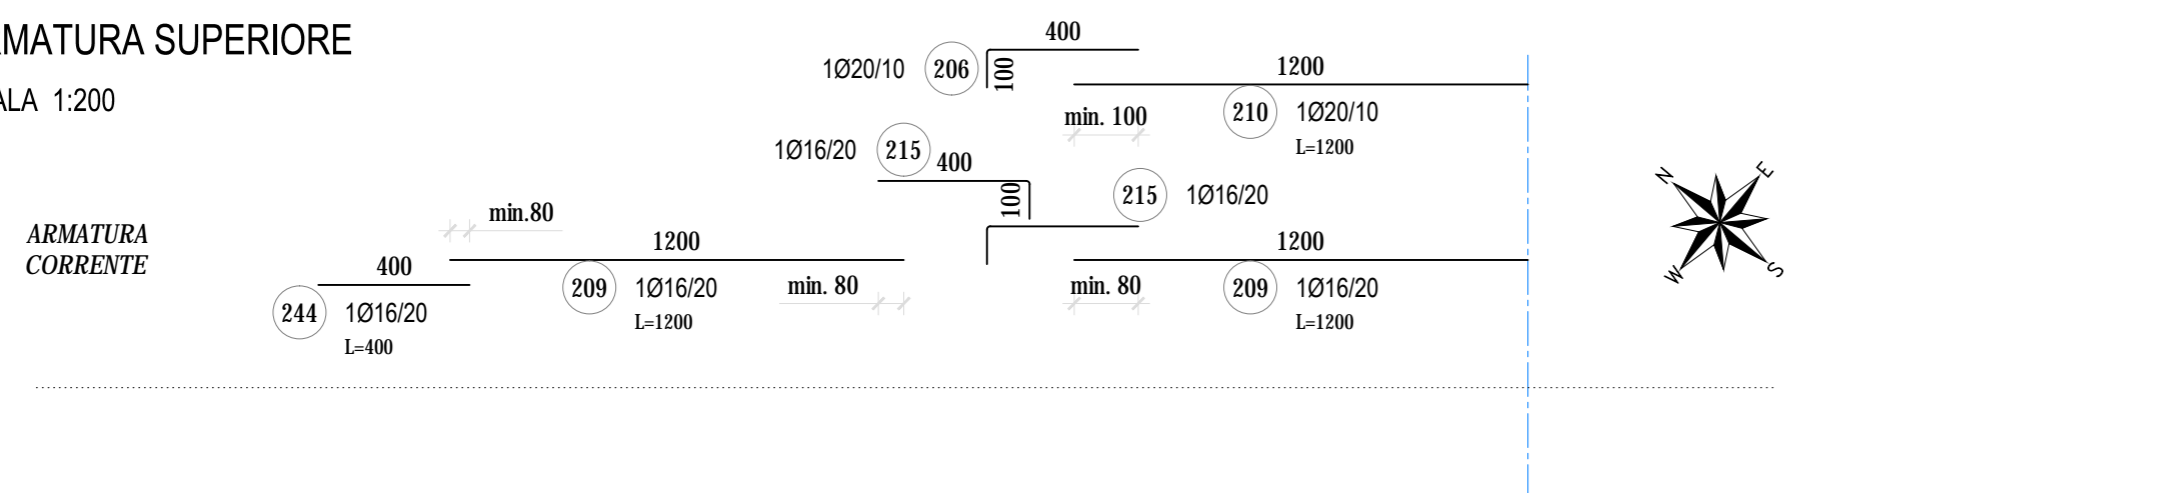 MATURA SUPERIORE
ALA 1:200
400
1Ø20/10 206 100
1200
min. 100
210 1Ø20/10
L=1200
1Ø16/20 215 400
100
215 1Ø16/20
N E
W S
ARMATURA
CORRENTE
min.80
400
244 1Ø16/20
L=400
1200
209 1Ø16/20
L=1200
min. 80
1200
min. 80
209 1Ø16/20
L=1200